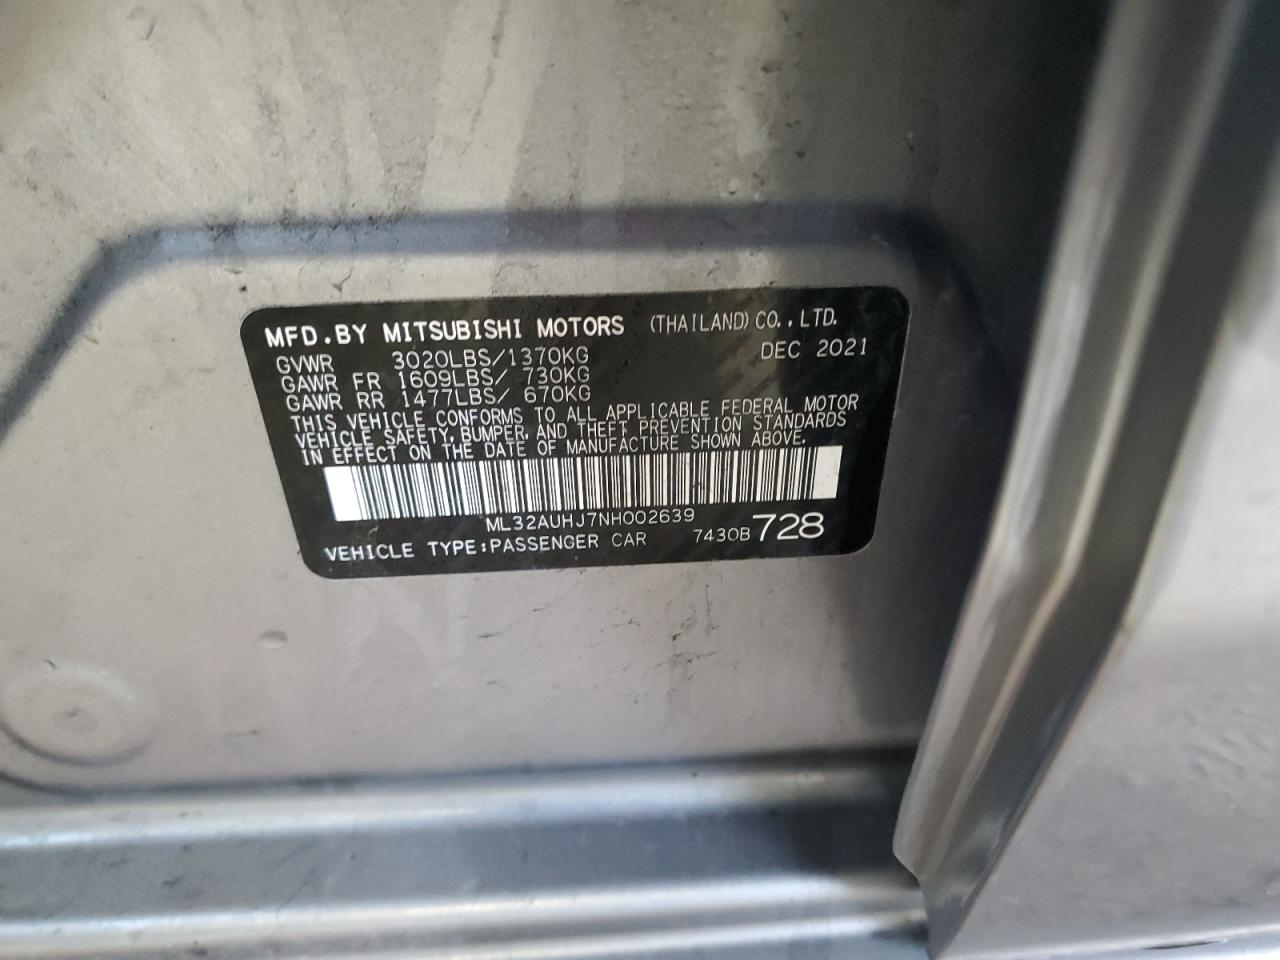 MFD.BY MITSUBISHI MOTORS (THAILAND) CO.,LTD.
GVWR 3020LBS/1370KG DEC 2021
GAWR FR 1609LBS/ 730KG
GAWR RR 1477LBS/ 670KG
THIS VEHICLE CONFORMS TO ALL APPLICABLE FEDERAL MOTOR
VEHICLE SAFETY, BUMPER, AND THEFT PREVENTION STANDARDS
IN EFFECT ON THE DATE OF MANUFACTURE SHOWN ABOVE.
ML32AUHJ7NH002639
VEHICLE TYPE:PASSENGER CAR 7430B 728